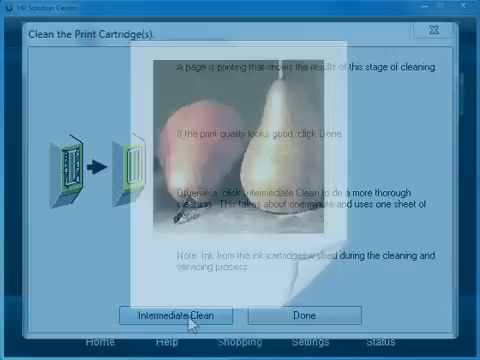 HP Solution Center
Clean the Print Cartridge(s).
A page is printing that shows the results of this stage of cleaning.
If the print quality looks good, click Done.
Otherwise, click Intermediate Clean to do a more thorough
cleaning. This takes about one minute and uses one sheet of
paper.
Note: Ink from the ink cartridges is used during the cleaning and
servicing process.
Intermediate Clean
Done
Home
Help
Shopping
Settings
Status